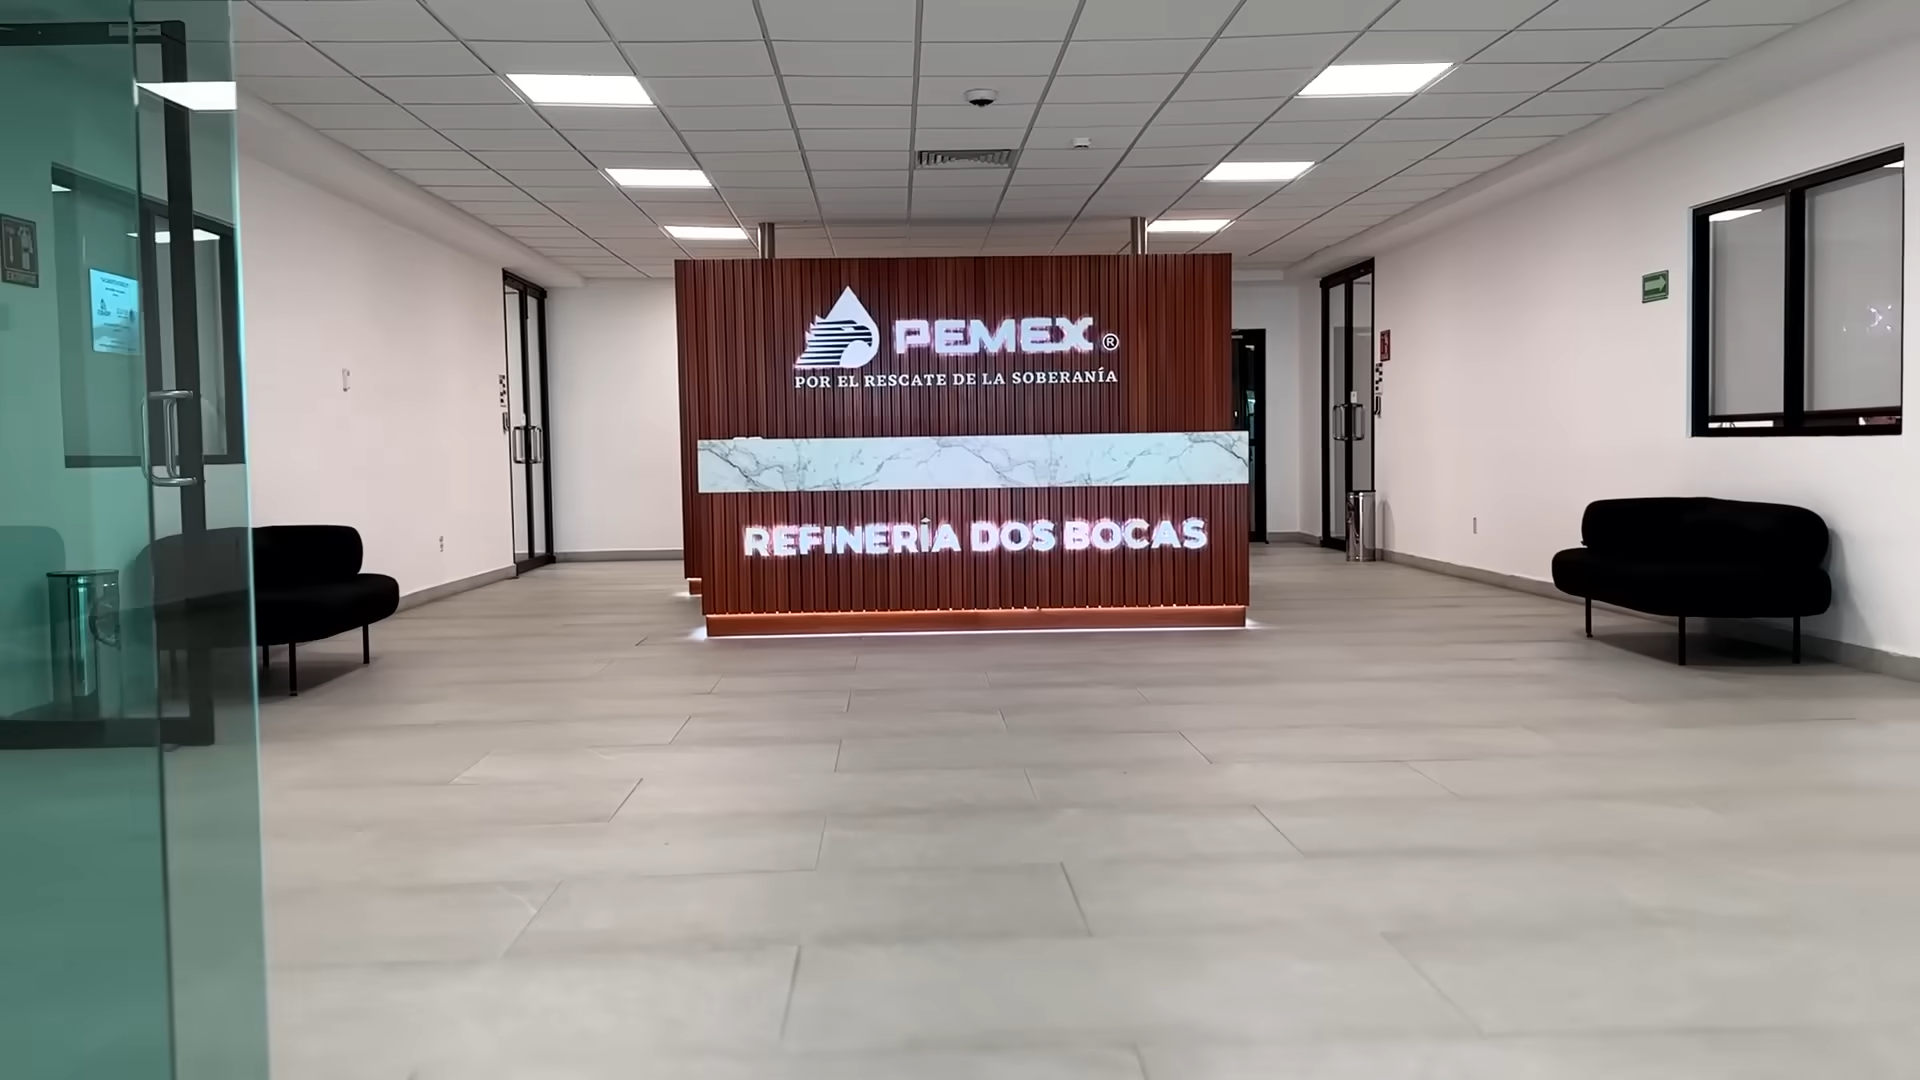 PEMEX®
POR EL RESCATE DE LA SOBERANÍA
REFINERÍA DOS BOCAS